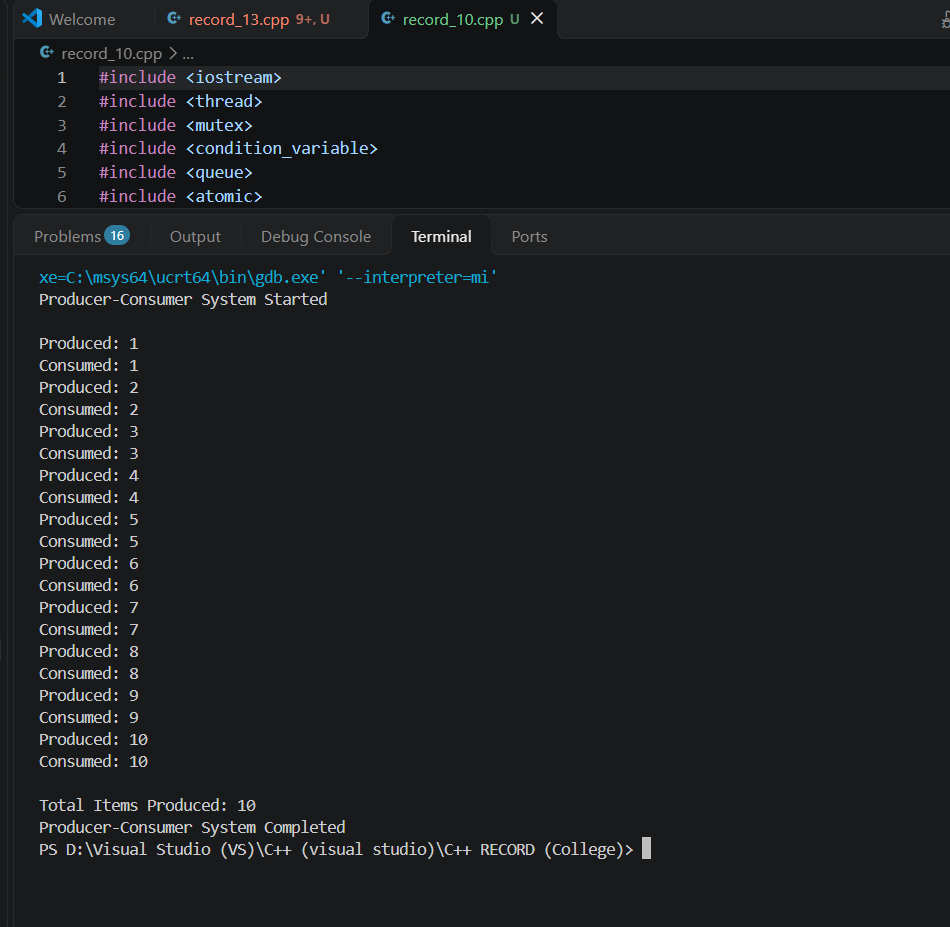 Welcome
record_13.cpp 9+, U
record_10.cpp U
record_10.cpp > ...
1 #include <iostream>
2 #include <thread>
3 #include <mutex>
4 #include <condition_variable>
5 #include <queue>
6 #include <atomic>
Problems 16 Output Debug Console Terminal Ports
xe=C:\msys64\ucrt64\bin\gdb.exe' '--interpreter=mi'
Producer-Consumer System Started
Produced: 1
Consumed: 1
Produced: 2
Consumed: 2
Produced: 3
Consumed: 3
Produced: 4
Consumed: 4
Produced: 5
Consumed: 5
Produced: 6
Consumed: 6
Produced: 7
Consumed: 7
Produced: 8
Consumed: 8
Produced: 9
Consumed: 9
Produced: 10
Consumed: 10
Total Items Produced: 10
Producer-Consumer System Completed
PS D:\Visual Studio (VS)\C++ (visual studio)\C++ RECORD (College)>